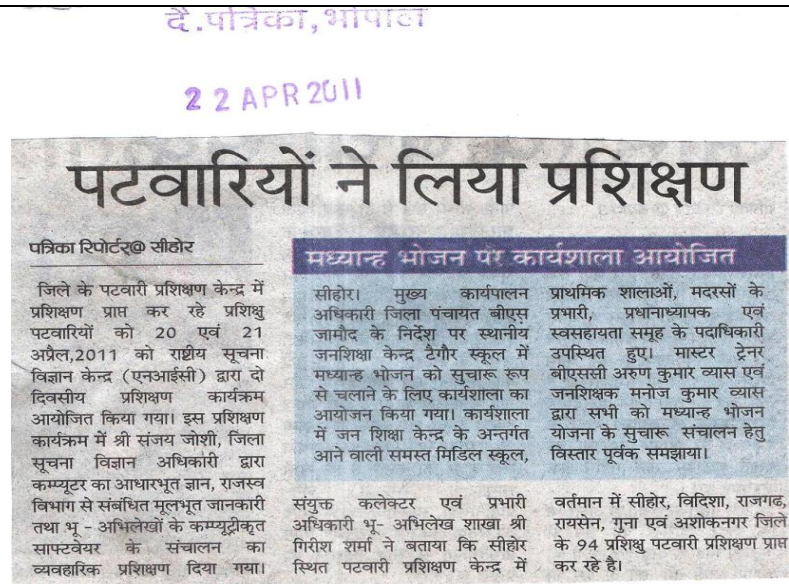 दै.पत्रिका,भोपाल
22 APR 2011
पटवारियों ने लिया प्रशिक्षण
पत्रिका रिपोर्टर@ सीहोर
जिले के पटवारी प्रशिक्षण केन्द्र में
प्रशिक्षण प्राप्त कर रहे प्रशिक्षु
पटवारियों को 20 एवं 21
अप्रैल,2011 को राष्ट्रीय सूचना
विज्ञान केन्द्र (एनआईसी) द्वारा दो
दिवसीय प्रशिक्षण कार्यक्रम
आयोजित किया गया। इस प्रशिक्षण
कार्यक्रम में श्री संजय जोशी, जिला
सूचना विज्ञान अधिकारी द्वारा
कम्प्यूटर का आधारभूत ज्ञान, राजस्व
विभाग से संबंधित मूलभूत जानकारी
तथा भू - अभिलेखों के कम्प्यूट्रीकृत
साफ्टवेयर के संचालन का
व्यवहारिक प्रशिक्षण दिया गया।
संयुक्त कलेक्टर एवं प्रभारी
अधिकारी भू- अभिलेख शाखा श्री
गिरीश शर्मा ने बताया कि सीहोर
स्थित पटवारी प्रशिक्षण केन्द्र में
वर्तमान में सीहोर, विदिशा, राजगढ,
रायसेन, गुना एवं अशोकनगर जिले
के 94 प्रशिक्षु पटवारी प्रशिक्षण प्राप्त
कर रहे है।
मध्यान्ह भोजन पर कार्यशाला आयोजित
सीहोर। मुख्य कार्यपालन
अधिकारी जिला पंचायत बीएस
जामौद के निर्देश पर स्थानीय
जनशिक्षा केन्द्र टैगौर स्कूल में
मध्यान्ह भोजन को सुचारू रूप
से चलाने के लिए कार्यशाला का
आयोजन किया गया। कार्यशाला
में जन शिक्षा केन्द्र के अन्तर्गत
आने वाली समस्त मिडिल स्कूल,
प्राथमिक शालाओं, मदरसों के
प्रभारी, प्रधानाध्यापक एवं
स्वसहायता समूह के पदाधिकारी
उपस्थित हुए। मास्टर ट्रेनर
बीएससी अरुण कुमार व्यास एवं
जनशिक्षक मनोज कुमार व्यास
द्वारा सभी को मध्यान्ह भोजन
योजना के सुचारू संचालन हेतु
विस्तार पूर्वक समझाया।